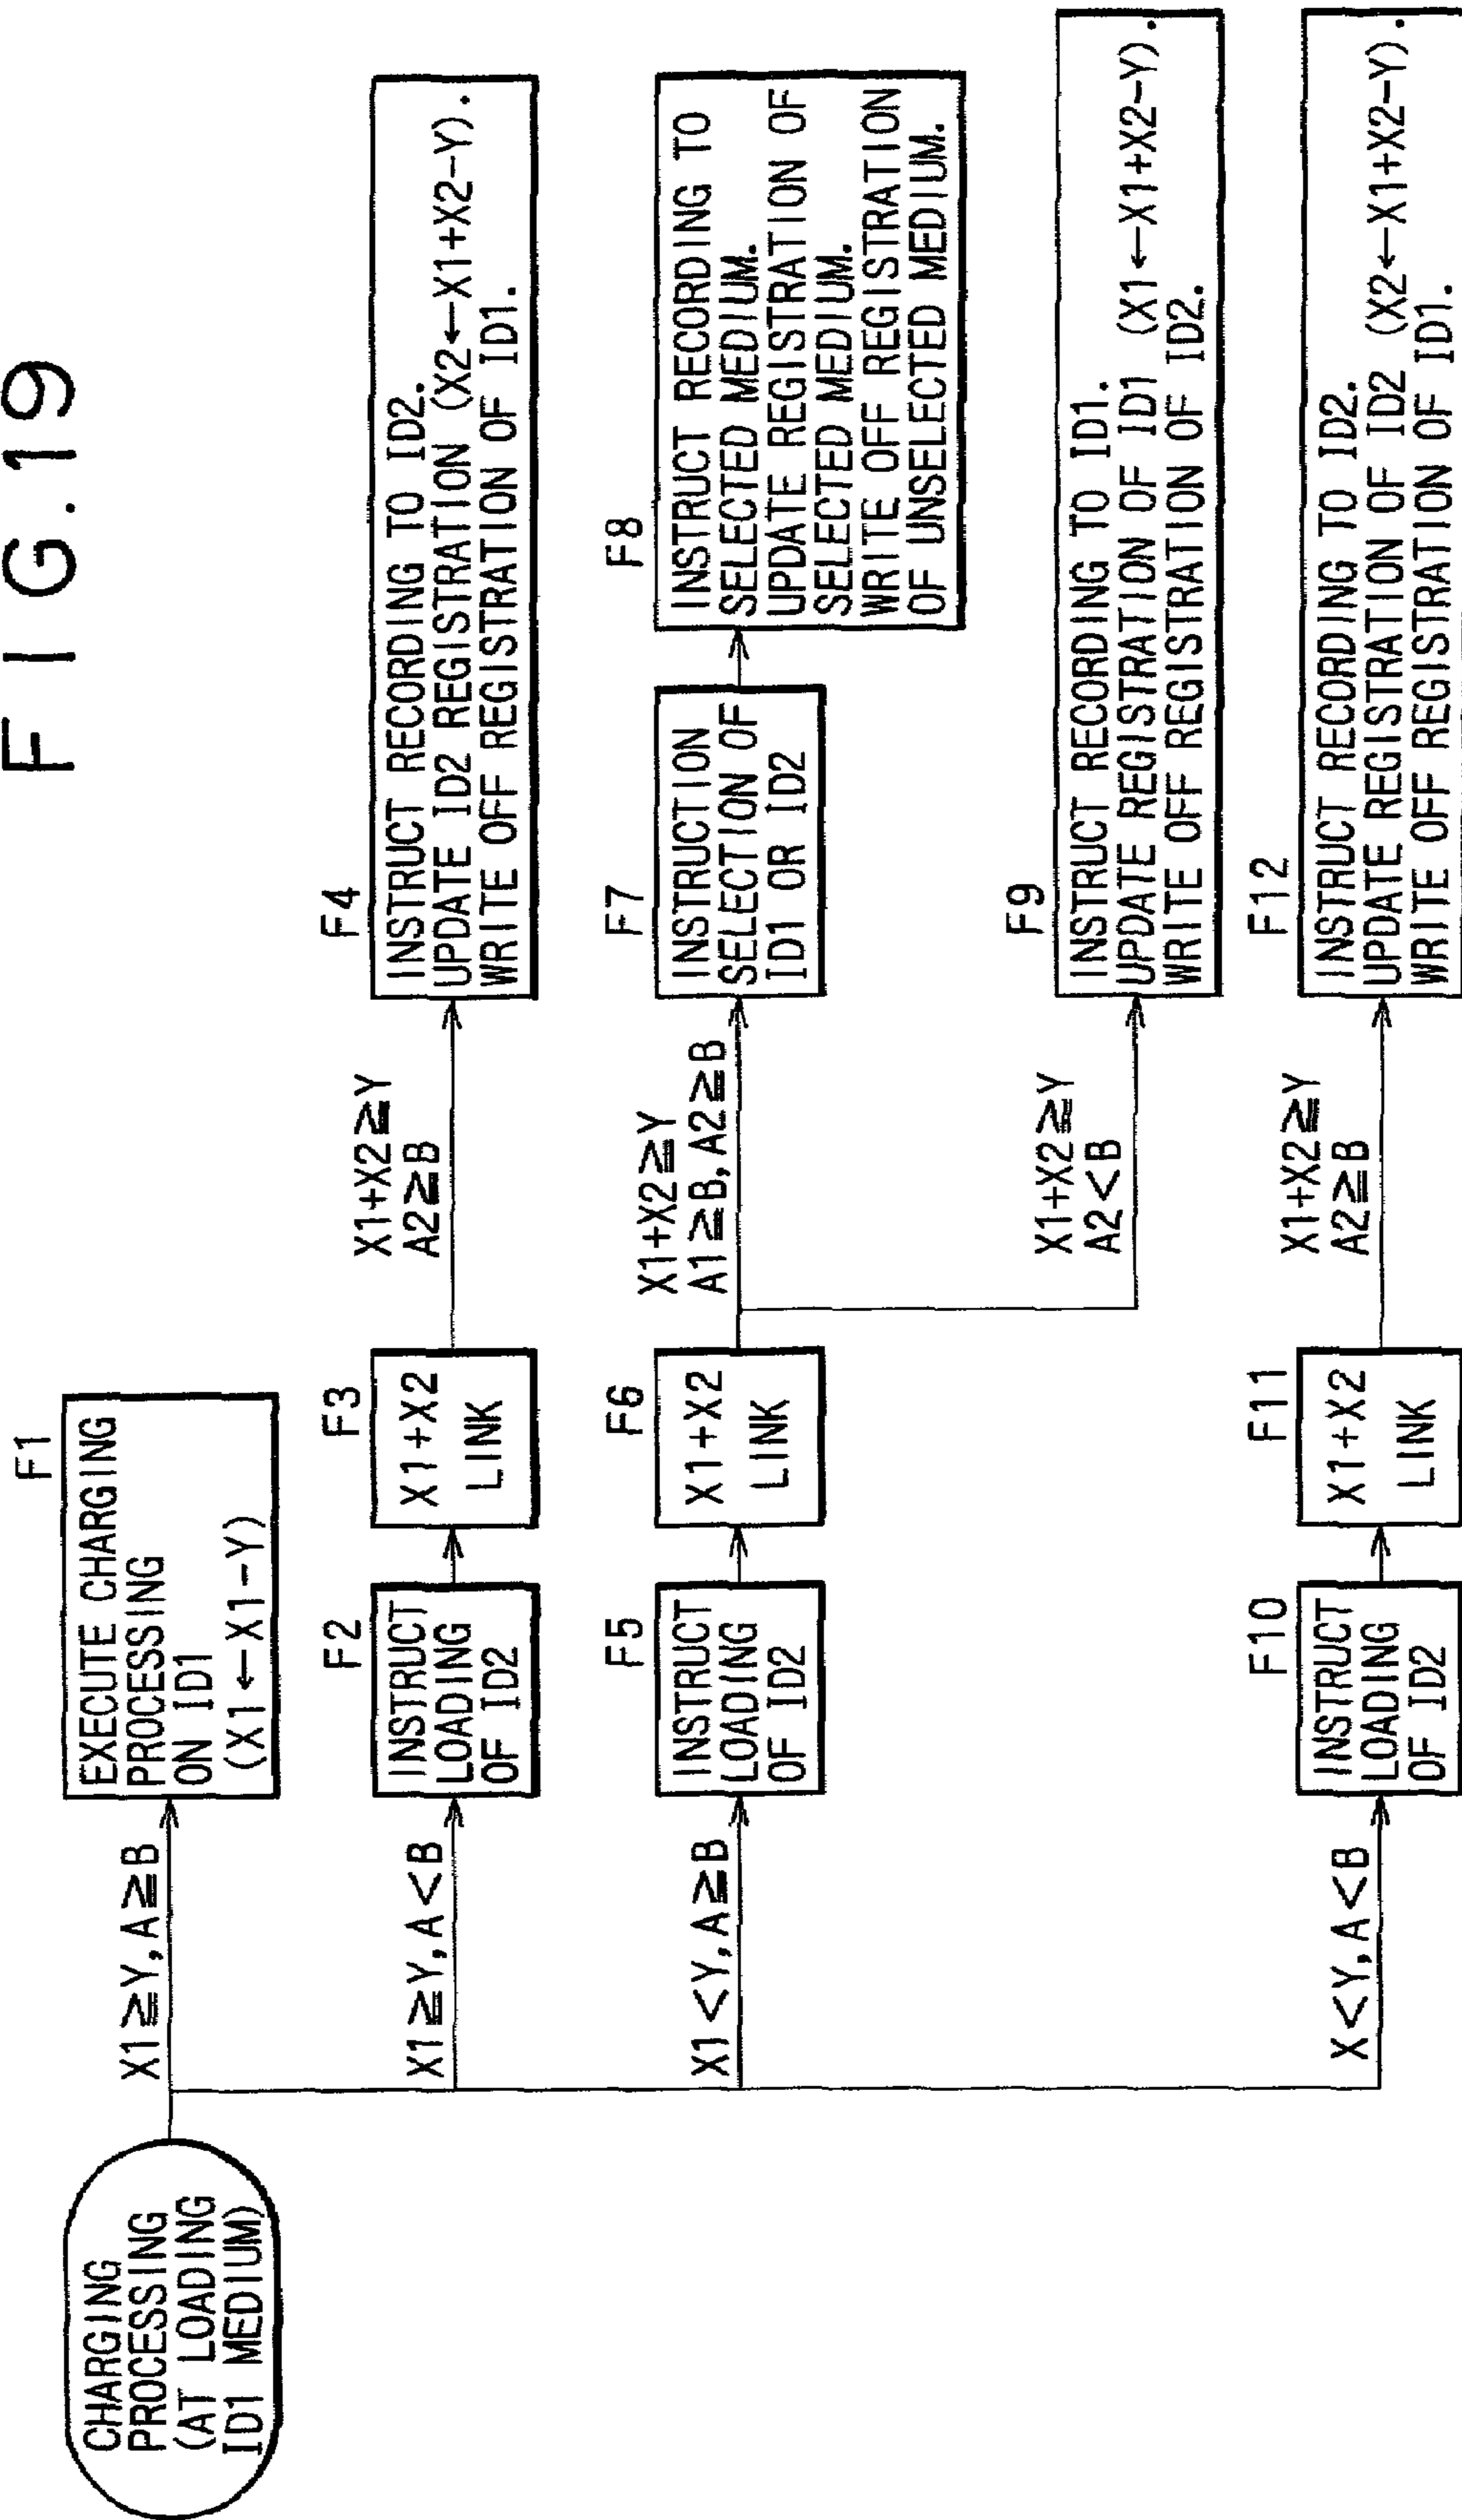 FIG.19
CHARGING
PROCESSING
(AT LOADING
ID1 MEDIUM)
X1≧Y,A≧B
F1
EXECUTE CHARGING
PROCESSING
ON ID1
(X1←X1-Y)
X1≧Y,A<B
F2
INSTRUCT
LOADING
OF ID2
F3
X1+X2
LINK
X1+X2≧Y
A2≧B
F4
INSTRUCT RECORDING TO ID2.
UPDATE ID2 REGISTRATION (X2←X1+X2-Y).
WRITE OFF REGISTRATION OF ID1.
X1<Y,A≧B
F5
INSTRUCT
LOADING
OF ID2
F6
X1+X2
LINK
X1+X2≧Y
A1≧B,A2≧B
F7
INSTRUCTION
SELECTION OF
ID1 OR ID2
F8
INSTRUCT RECORDING TO
SELECTED MEDIUM.
UPDATE REGISTRATION OF
SELECTED MEDIUM.
WRITE OFF REGISTRATION
OF UNSELECTED MEDIUM.
X1+X2≧Y
A2<B
F9
INSTRUCT RECORDING TO ID1.
UPDATE REGISTRATION OF ID1 (X1←X1+X2-Y).
WRITE OFF REGISTRATION OF ID2.
X<Y,A<B
F10
INSTRUCT
LOADING
OF ID2
F11
X1+X2
LINK
X1+X2≧Y
A2≧B
F12
INSTRUCT RECORDING TO ID2.
UPDATE REGISTRATION OF ID2 (X2←X1+X2-Y).
WRITE OFF REGISTRATION OF ID1.